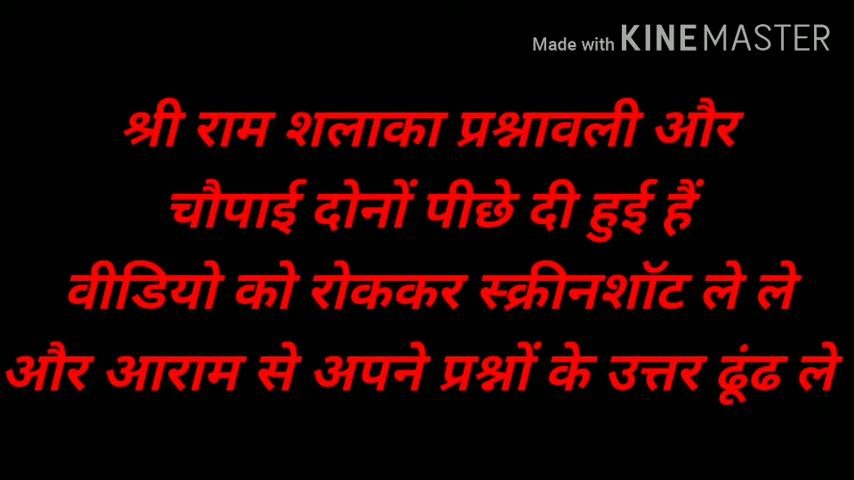 Made with KINEMASTER
श्री राम शलाका प्रश्नावली और
चौपाई दोनों पीछे दी हुई हैं
वीडियो को रोककर स्क्रीनशॉट ले ले
और आराम से अपने प्रश्नों के उत्तर ढूंढ ले